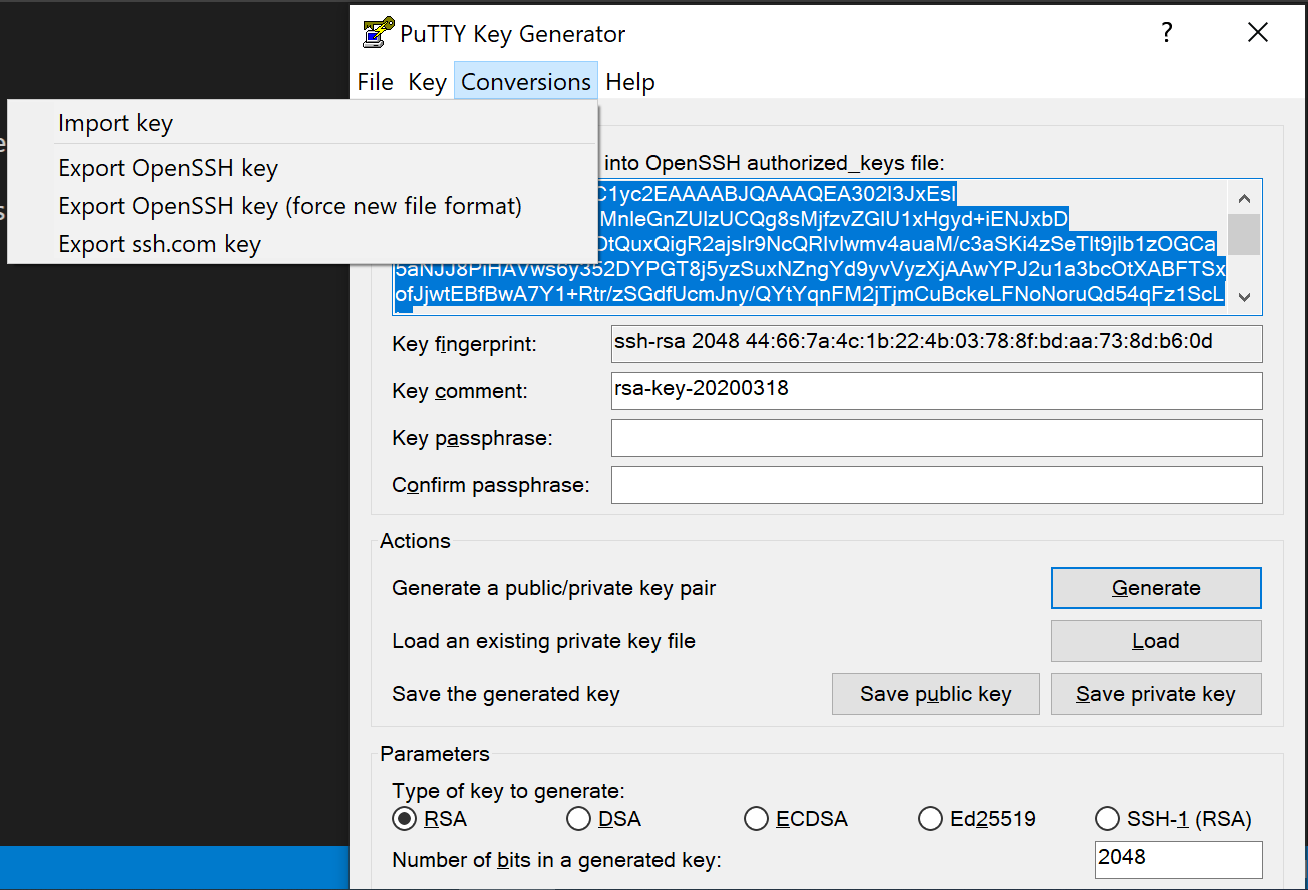 PuTTY Key Generator
?
File Key Conversions Help
Import key
Export OpenSSH key
Export OpenSSH key (force new file format)
Export ssh.com key
into OpenSSH authorized_keys file:
C1yc2EAAAABJQAAAQEA302l3JxEsI
MnleGnZUIzUCQg8sMjfzvZGlU1xHgyd+iENJxbD
DtQuxQigR2ajslr9NcQRIvIwmv4auaM/c3aSKi4zSeTlt9jlb1zOGCa
5aNJJ8PiHAVws6y352DYPGT8j5yzSuxNZngYd9yvVyzXjAAwYPJ2u1a3bcOtXABFTSx
ofJjwtEBfBwA7Y1+Rtr/zSGdfUcmJny/QYtYqnFM2jTjmCuBckeLFNoNoruQd54qFz1ScL
Key fingerprint:
ssh-rsa 2048 44:66:7a:4c:1b:22:4b:03:78:8f:bd:aa:73:8d:b6:0d
Key comment:
rsa-key-20200318
Key passphrase:
Confirm passphrase:
Actions
Generate a public/private key pair
Generate
Load an existing private key file
Load
Save the generated key
Save public key
Save private key
Parameters
Type of key to generate:
RSA DSA ECDSA Ed25519 SSH-1 (RSA)
Number of bits in a generated key:
2048